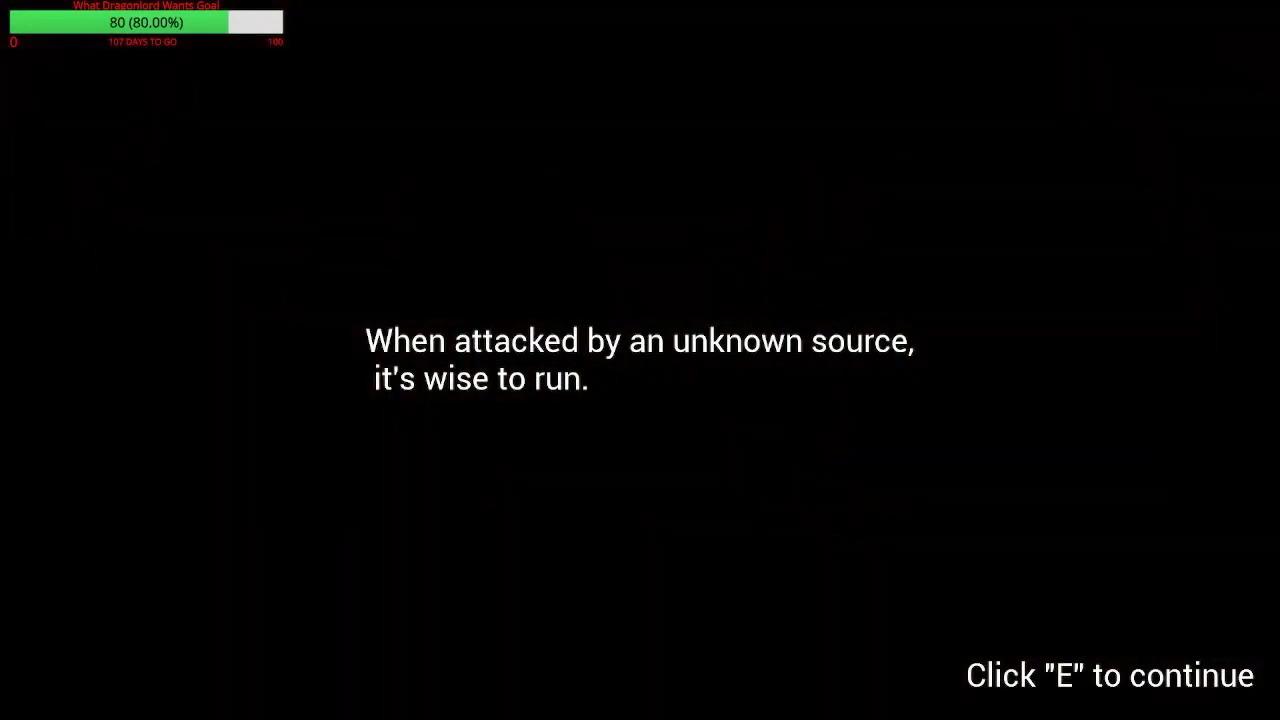 What Dragonlord Wants Goal
80 (80.00%)
0 107 DAYS TO GO 100
When attacked by an unknown source,
it's wise to run.
Click "E" to continue